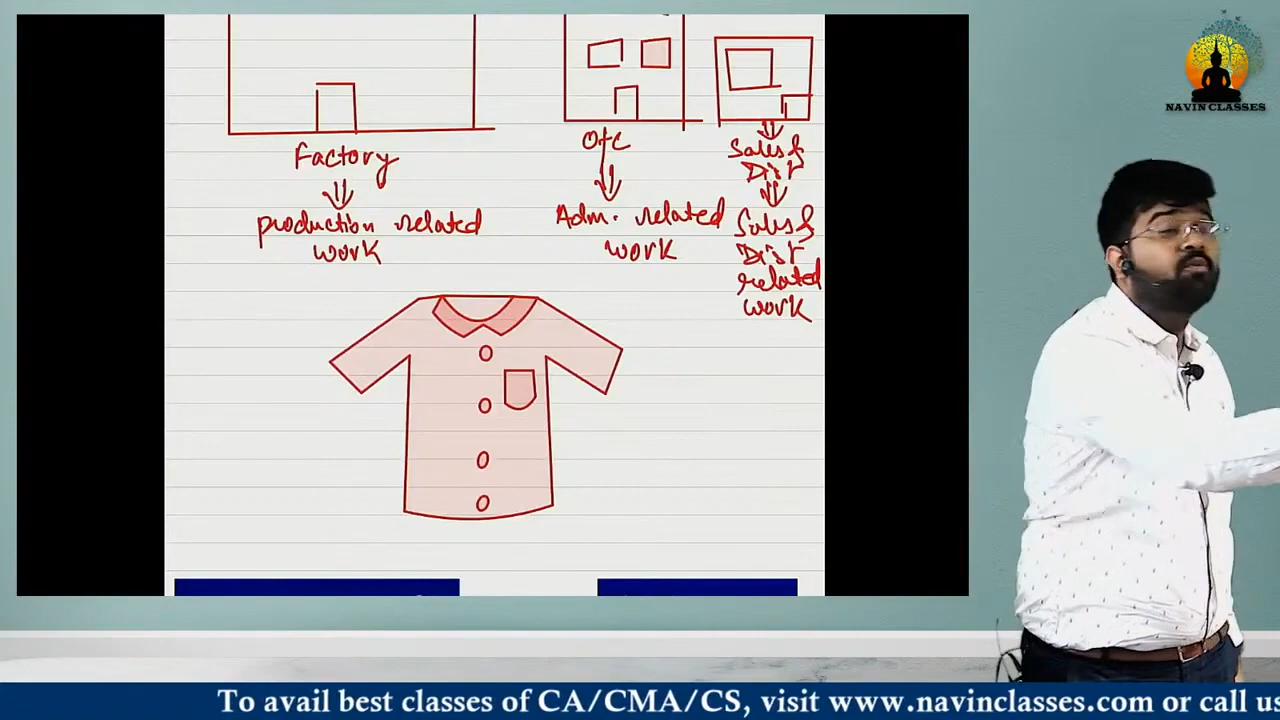 Factory
production related
work
Ofc
Adm. related
work
Sales &
Dist
Sales &
Dist
related
work
NAVIN CLASSES
To avail best classes of CA/CMA/CS, visit www.navinclasses.com or call us